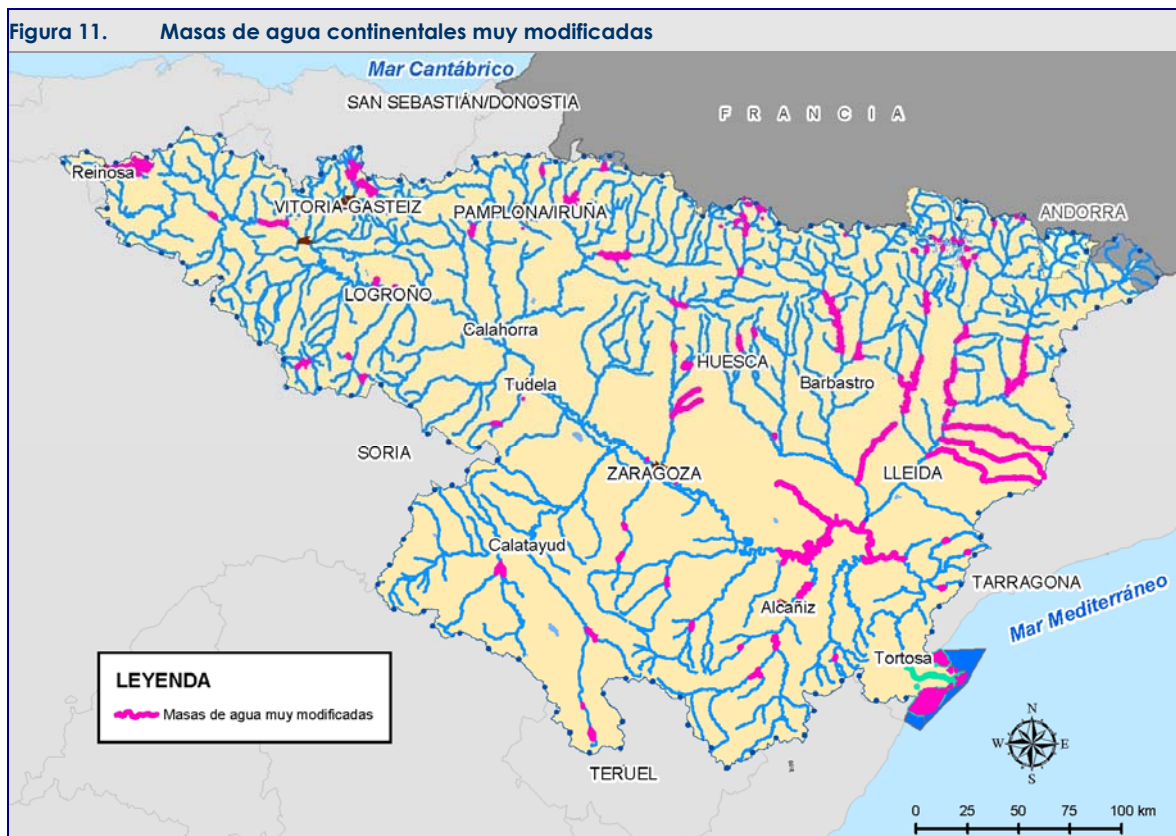 Figura 11. Masas de agua continentales muy modificadas
Mar Cantábrico
SAN SEBASTIÁN/DONOSTIA
F R A N C I A
Reinosa
VITORIA-GASTEIZ
PAMPLONA/IRUÑA
ANDORRA
LOGROÑO
Calahorra
HUESCA
Tudela
Barbastro
SORIA
ZARAGOZA
LLEIDA
Calatayud
Alcañiz
TARRAGONA
Mar Mediterráneo
Tortosa
LEYENDA
Masas de agua muy modificadas
TERUEL
N
W E
S
0 25 50 75 100 km